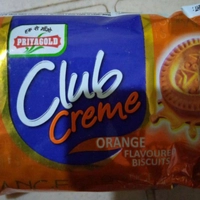 PRIYAGOLD
Club
Creme
ORANGE
FLAVOURED
BISCUITS